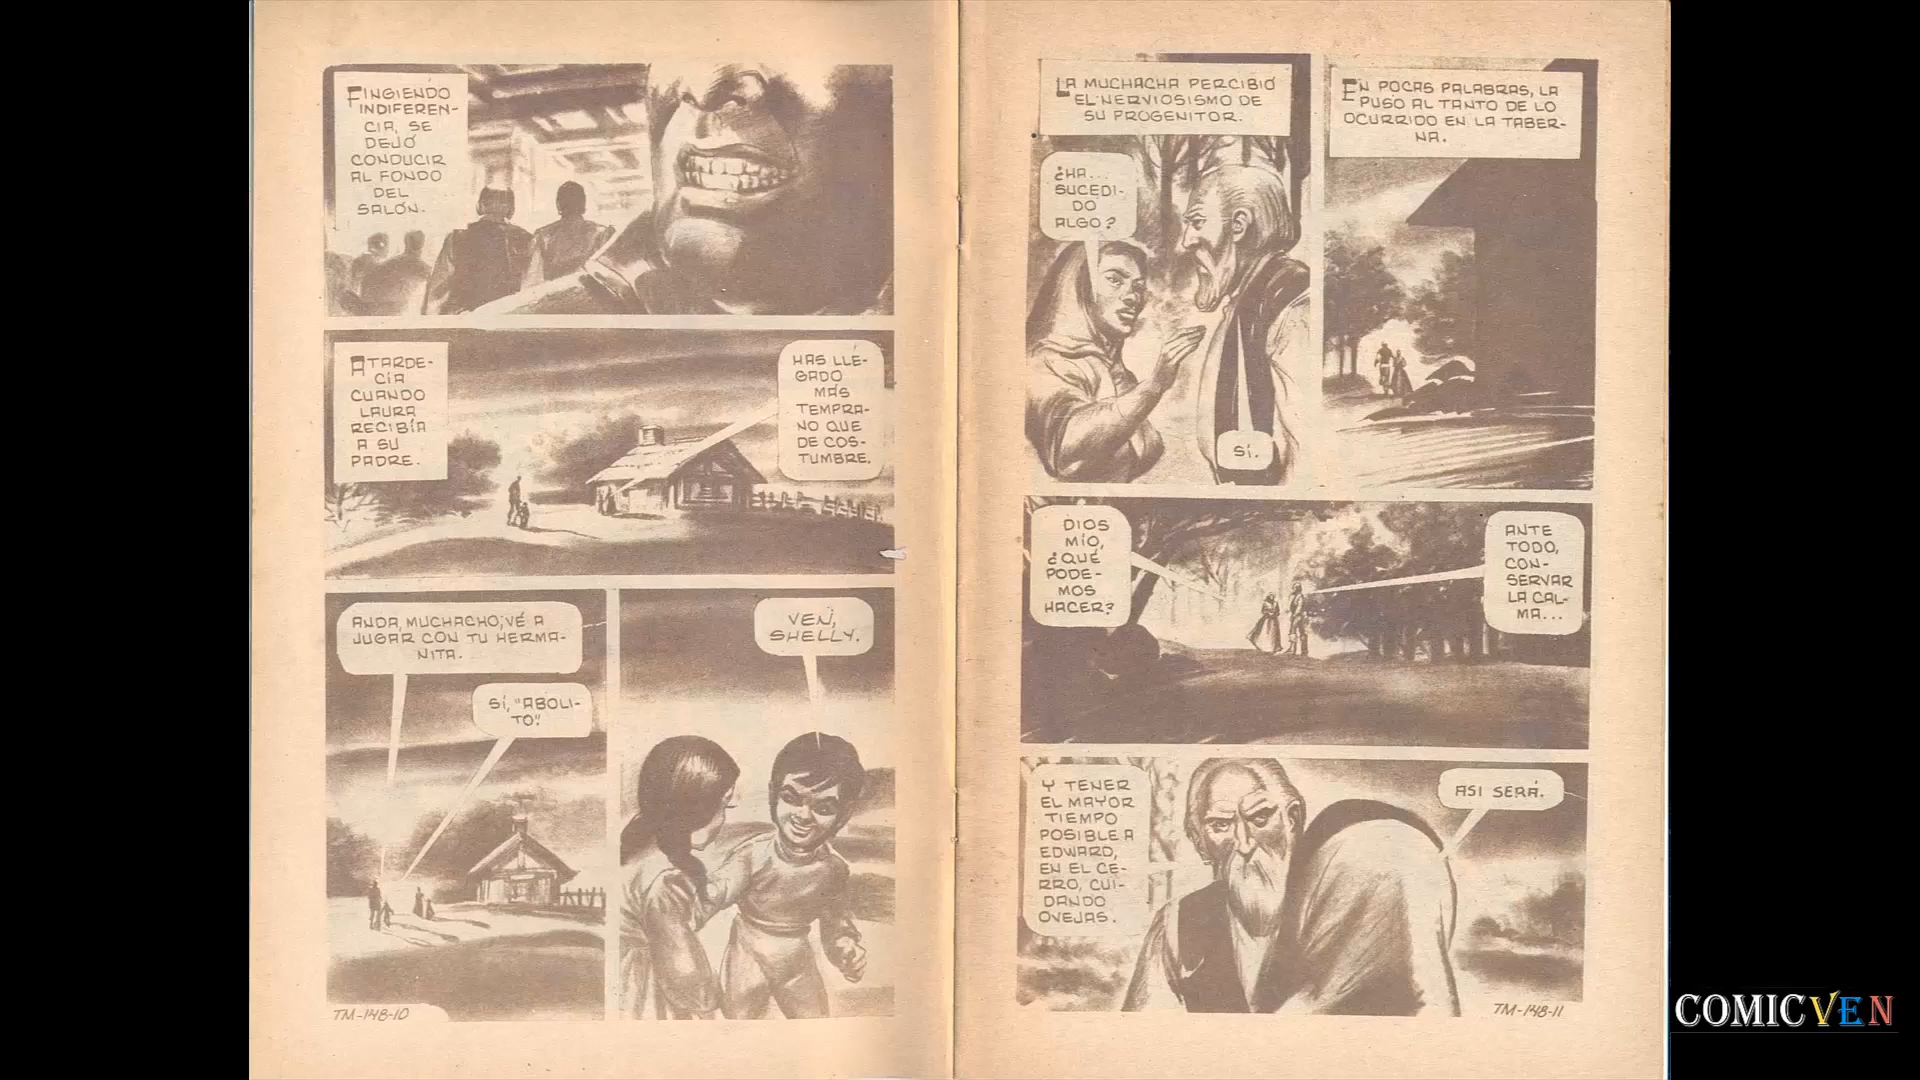 FINGIENDO
INDIFEREN-
CIA, SE
DEJÓ
CONDUCIR
AL FONDO
DEL
SALÓN.
ATARDE-
CÍA
CUANDO
LAURA
RECIBÍA
A SU
PADRE.
HAS LLE-
GADO
MÁS
TEMPRA-
NO QUE
DE COS-
TUMBRE.
ANDA, MUCHACHO; VÉ A
JUGAR CON TU HERMA-
NITA.
SÍ, "ABOLI-
TO".
VEN,
SHELLY.
TM-148-10
LA MUCHACHA PERCIBIÓ
EL NERVIOSISMO DE
SU PROGENITOR.
¿HA...
SUCEDI-
DO
ALGO?
SÍ.
EN POCAS PALABRAS, LA
PUSO AL TANTO DE LO
OCURRIDO EN LA TABER-
NA.
DIOS
MÍO,
¿QUÉ
PODE-
MOS
HACER?
ANTE
TODO,
CON-
SERVAR
LA CAL-
MA...
Y TENER
EL MAYOR
TIEMPO
POSIBLE A
EDWARD,
EN EL CE-
RRO, CUI-
DANDO
OVEJAS.
ASI SERÁ.
TM-148-11
COMICVEN